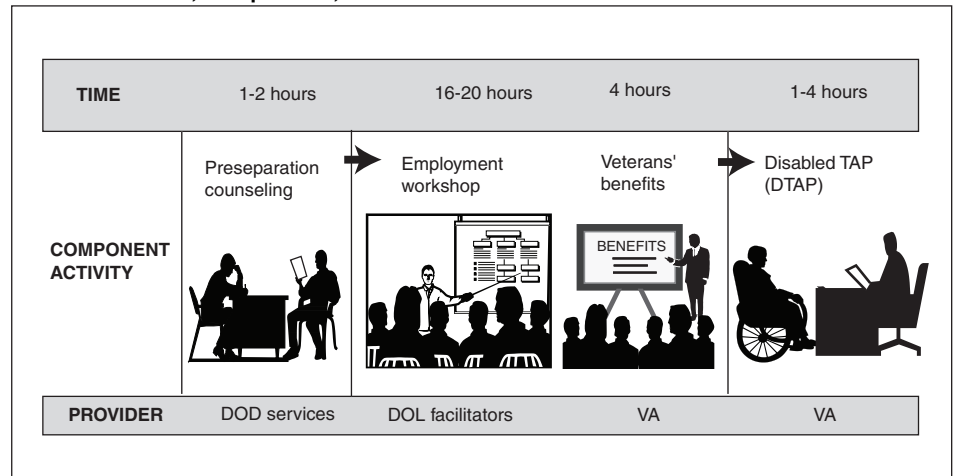 TIME 1-2 hours 16-20 hours 4 hours 1-4 hours
Preseparation
counseling
Employment
workshop
Veterans'
benefits
Disabled TAP
(DTAP)
COMPONENT
ACTIVITY
BENEFITS
PROVIDER DOD services DOL facilitators VA VA